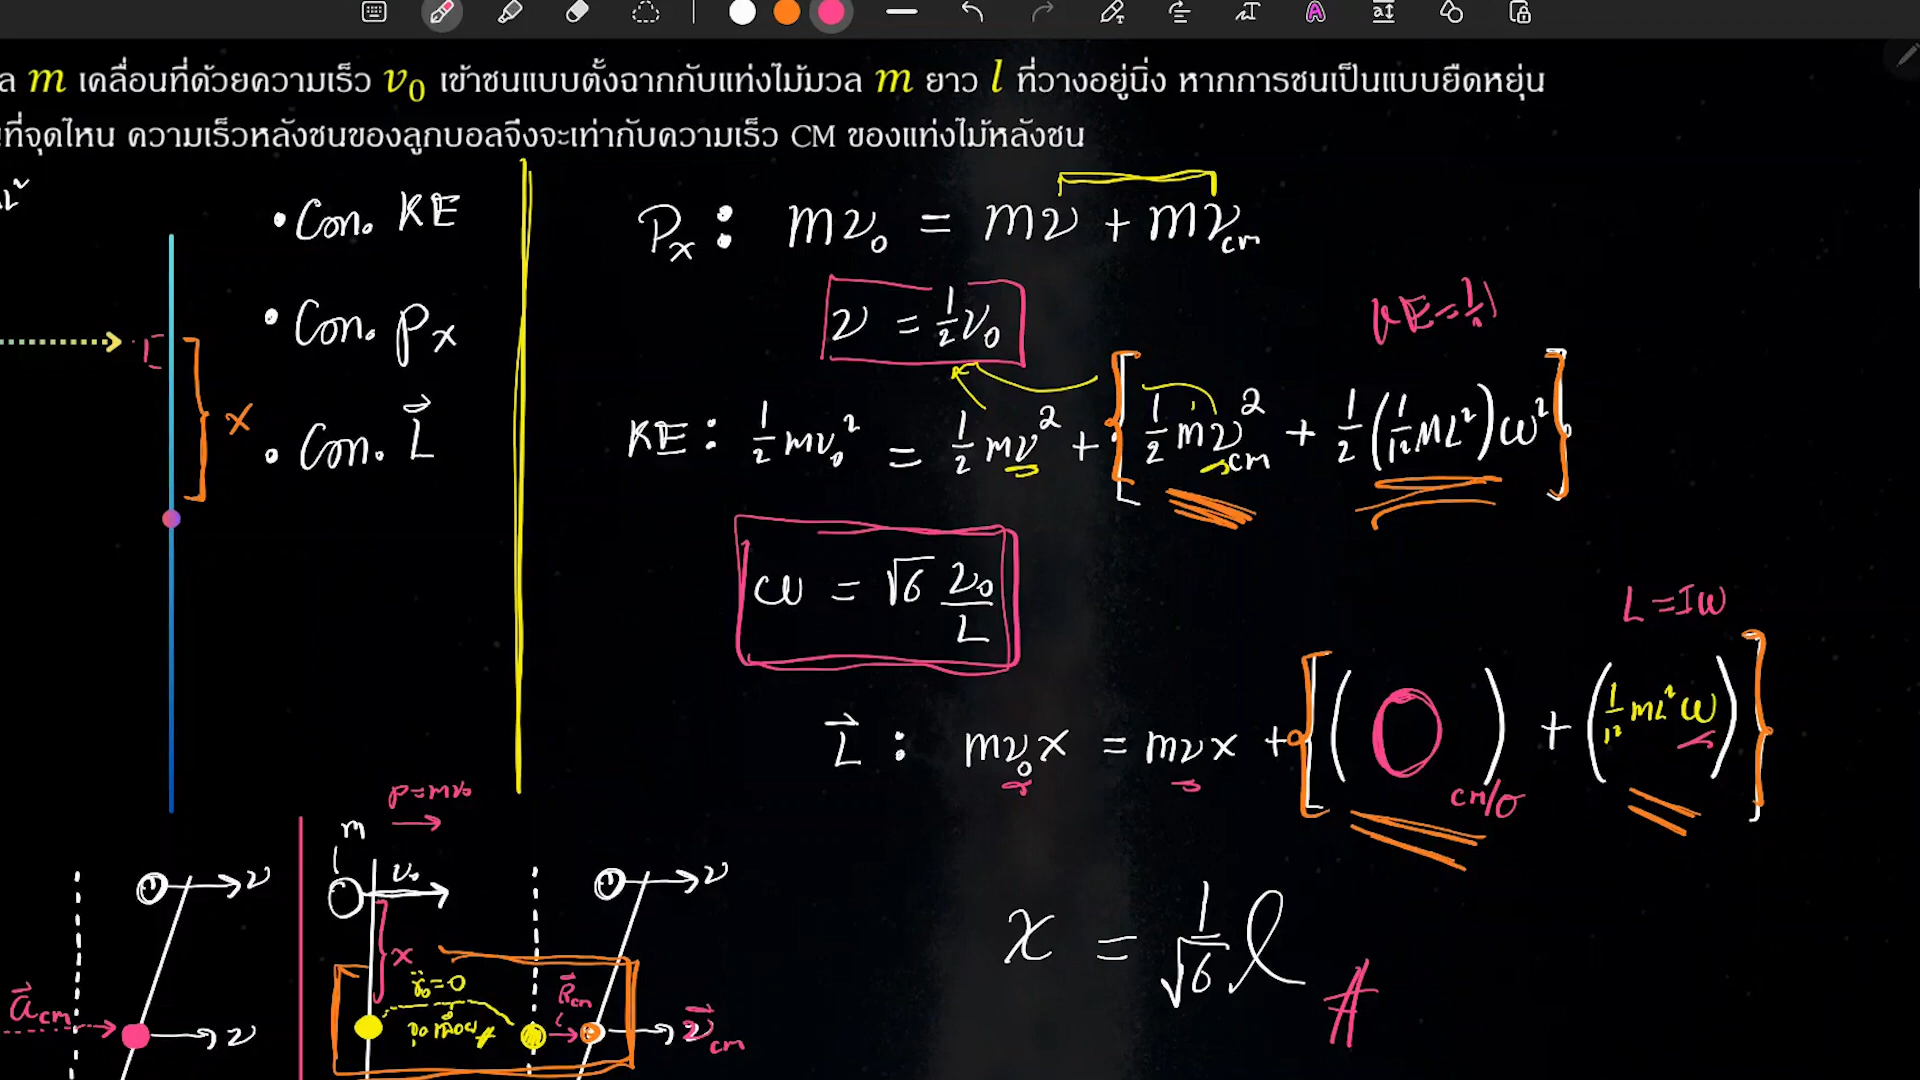 ล m เคลื่อนที่ด้วยความเร็ว v₀ เข้าชนแบบตั้งฉากกับแท่งไม้มวล m ยาว l ที่วางอยู่นิ่ง หากการชนเป็นแบบยืดหยุ่น
ที่จุดไหน ความเร็วหลังชนของลูกบอลจึงจะเท่ากับความเร็ว CM ของแท่งไม้หลังชน
• Con. KE
• Con. pₓ
• Con. L⃗
x
Pₓ : mv₀ = mv + mv_cm
v = ½v₀
KE: ½mv₀² = ½mv² + [½mv_cm² + ½(1/12 ML²)ω²]
ω = √6 v₀/L
L = Iω
L⃗ : mv₀x = mvx + [(0)cm/o + (1/12 ML²ω)]
x = 1/√6 l #
p = mv₀
m
v
v₀
v
x
r⃗₀ = 0
R⃗cm
a⃗cm
v
v⃗cm